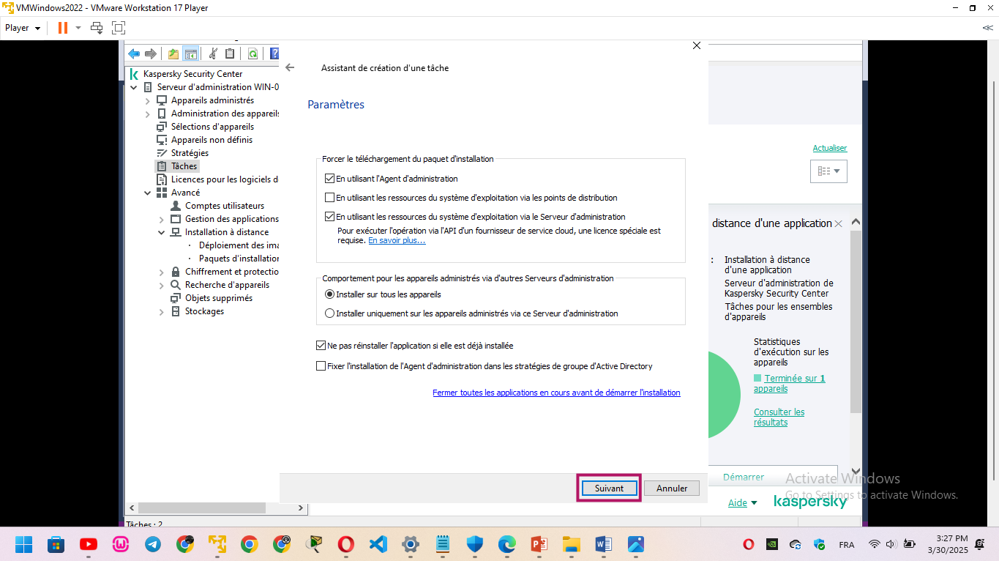 VMWindows2022 - VMware Workstation 17 Player
Player
Kaspersky Security Center
Serveur d'administration WIN-0
Appareils administrés
Administration des appareils
Sélections d'appareils
Appareils non définis
Stratégies
Tâches
Licences pour les logiciels d
Avancé
Comptes utilisateurs
Gestion des applications
Installation à distance
Déploiement des ima
Paquets d'installation
Chiffrement et protectio
Recherche d'appareils
Objets supprimés
Stockages
Tâches : 2
Assistant de création d'une tâche
Paramètres
Forcer le téléchargement du paquet d'installation
En utilisant l'Agent d'administration
En utilisant les ressources du système d'exploitation via les points de distribution
En utilisant les ressources du système d'exploitation via le Serveur d'administration
Pour exécuter l'opération via l'API d'un fournisseur de service cloud, une licence spéciale est
requise. En savoir plus...
Comportement pour les appareils administrés via d'autres Serveurs d'administration
Installer sur tous les appareils
Installer uniquement sur les appareils administrés via ce Serveur d'administration
Ne pas réinstaller l'application si elle est déjà installée
Fixer l'installation de l'Agent d'administration dans les stratégies de groupe d'Active Directory
Fermer toutes les applications en cours avant de démarrer l'installation
Suivant
Annuler
Actualiser
distance d'une application
: Installation à distance
d'une application
Serveur d'administration de
Kaspersky Security Center
Tâches pour les ensembles
d'appareils
Statistiques
d'exécution sur les
appareils
Terminée sur 1
appareils
Consulter les
résultats
Démarrer
Aide
kaspersky
Activate Windows
Go to Settings to activate Windows.
FRA
3:27 PM
3/30/2025